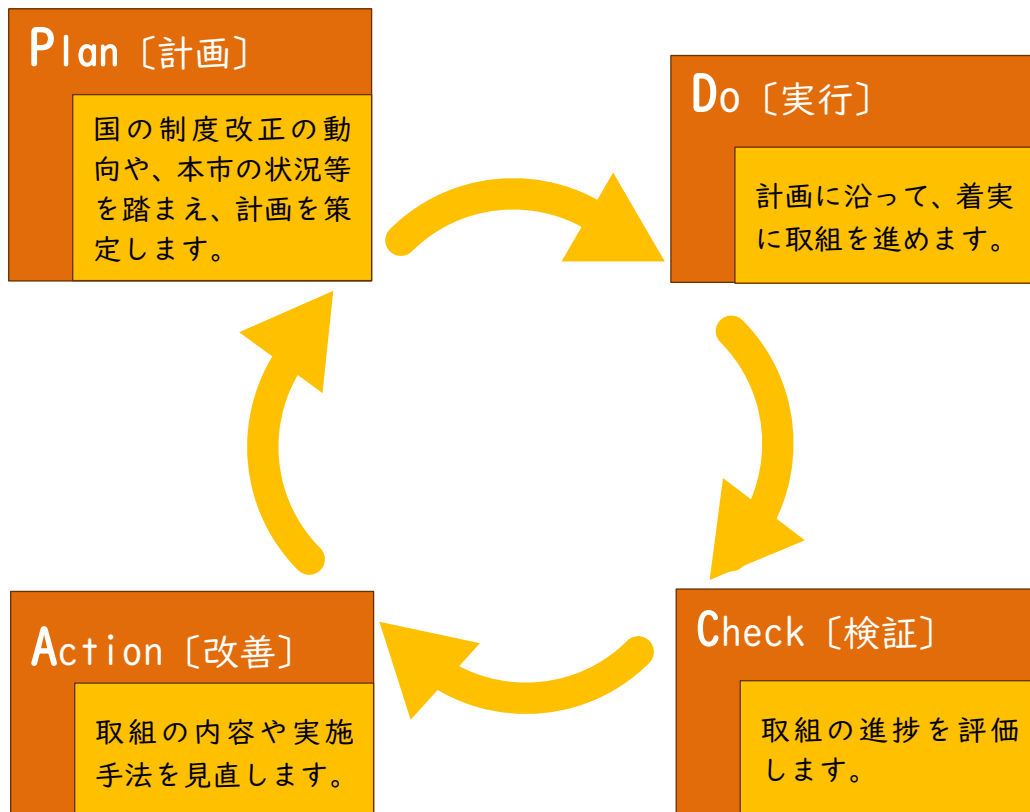 Plan〔計画〕
国の制度改正の動
向や、本市の状況等
を踏まえ、計画を策
定します。
Do〔実行〕
計画に沿って、着実
に取組を進めます。
Action〔改善〕
取組の内容や実施
手法を見直します。
Check〔検証〕
取組の進捗を評価
します。